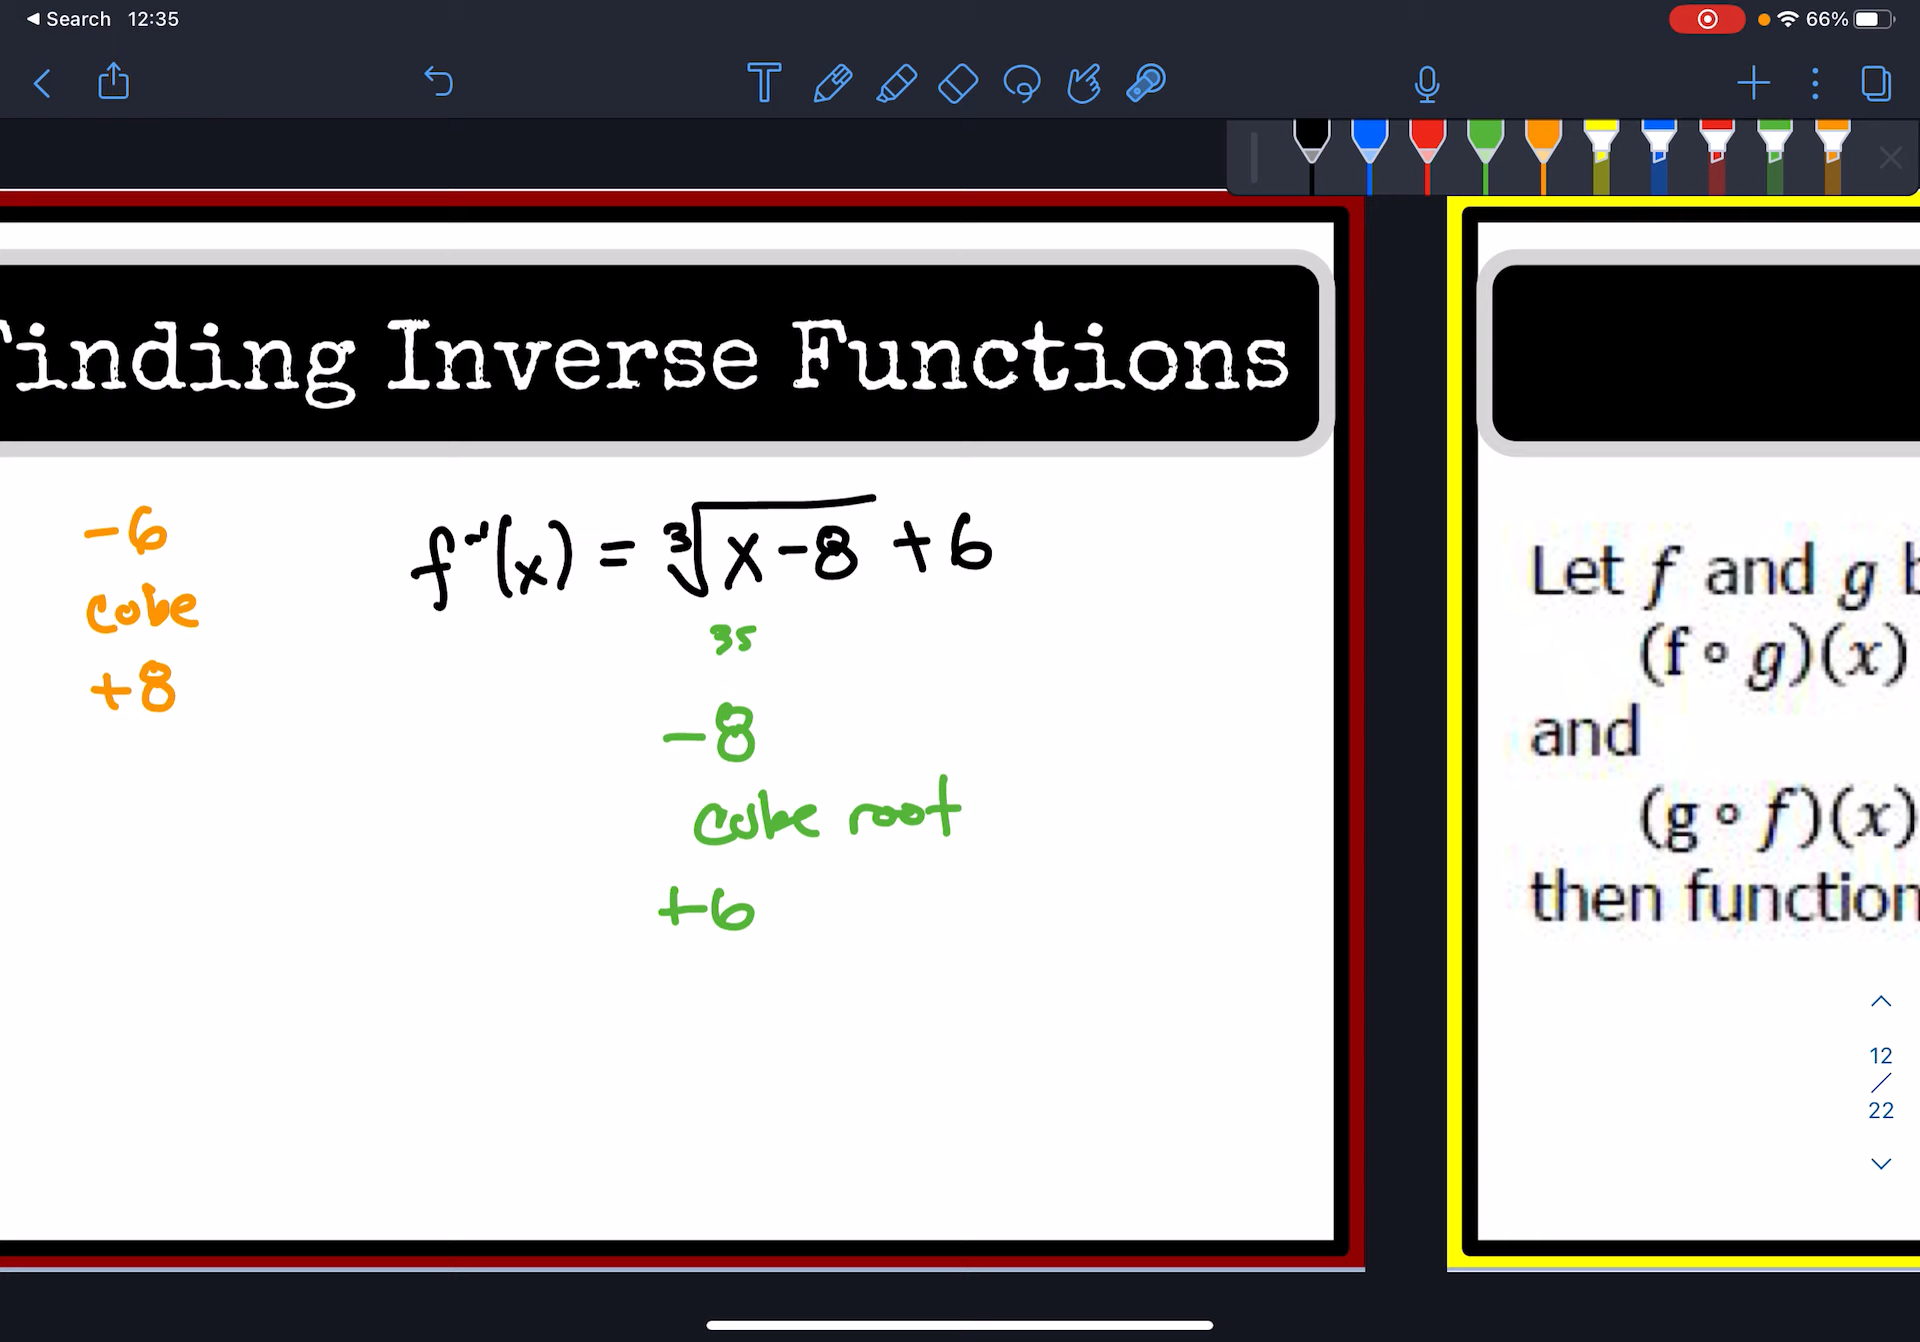 Search 12:35
66%
inding Inverse Functions
-6
cube
+8
f⁻¹(x) = ∛x-8 + 6
35
-8
cube root
+6
Let f and g b
(f ∘ g)(x)
and
(g ∘ f)(x)
then function
12
/
22